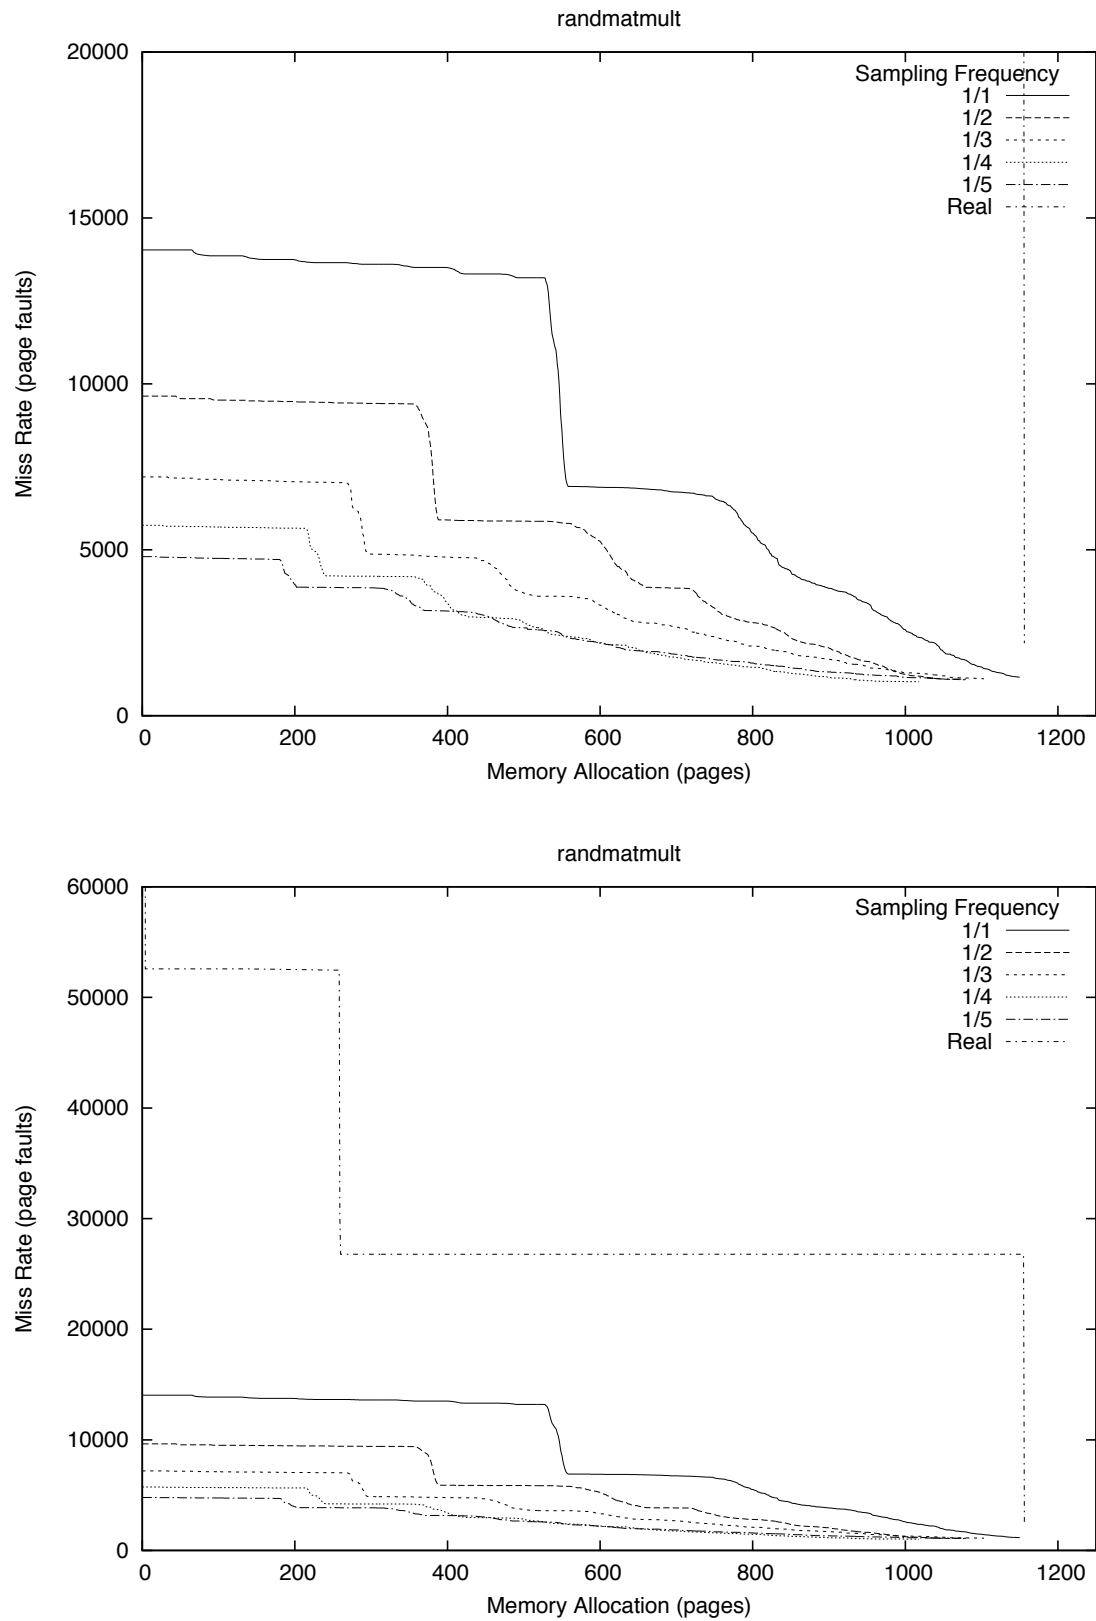 randmatmult
20000
15000
10000
5000
0
Miss Rate (page faults)
Sampling Frequency
1/1
1/2
1/3
1/4
1/5
Real
0 200 400 600 800 1000 1200
Memory Allocation (pages)
randmatmult
60000
50000
40000
30000
20000
10000
0
Miss Rate (page faults)
Sampling Frequency
1/1
1/2
1/3
1/4
1/5
Real
0 200 400 600 800 1000 1200
Memory Allocation (pages)